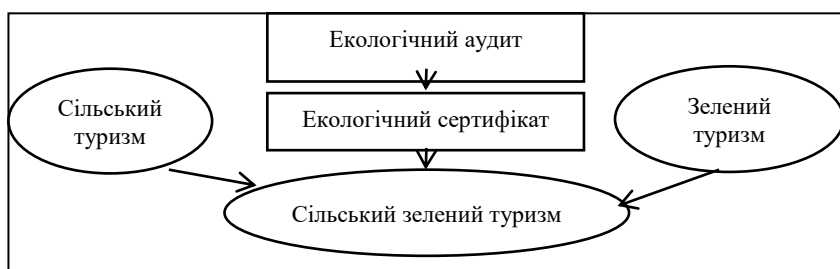 Екологічний аудит
Сільський
туризм
Екологічний сертифікат
Зелений
туризм
Сільський зелений туризм